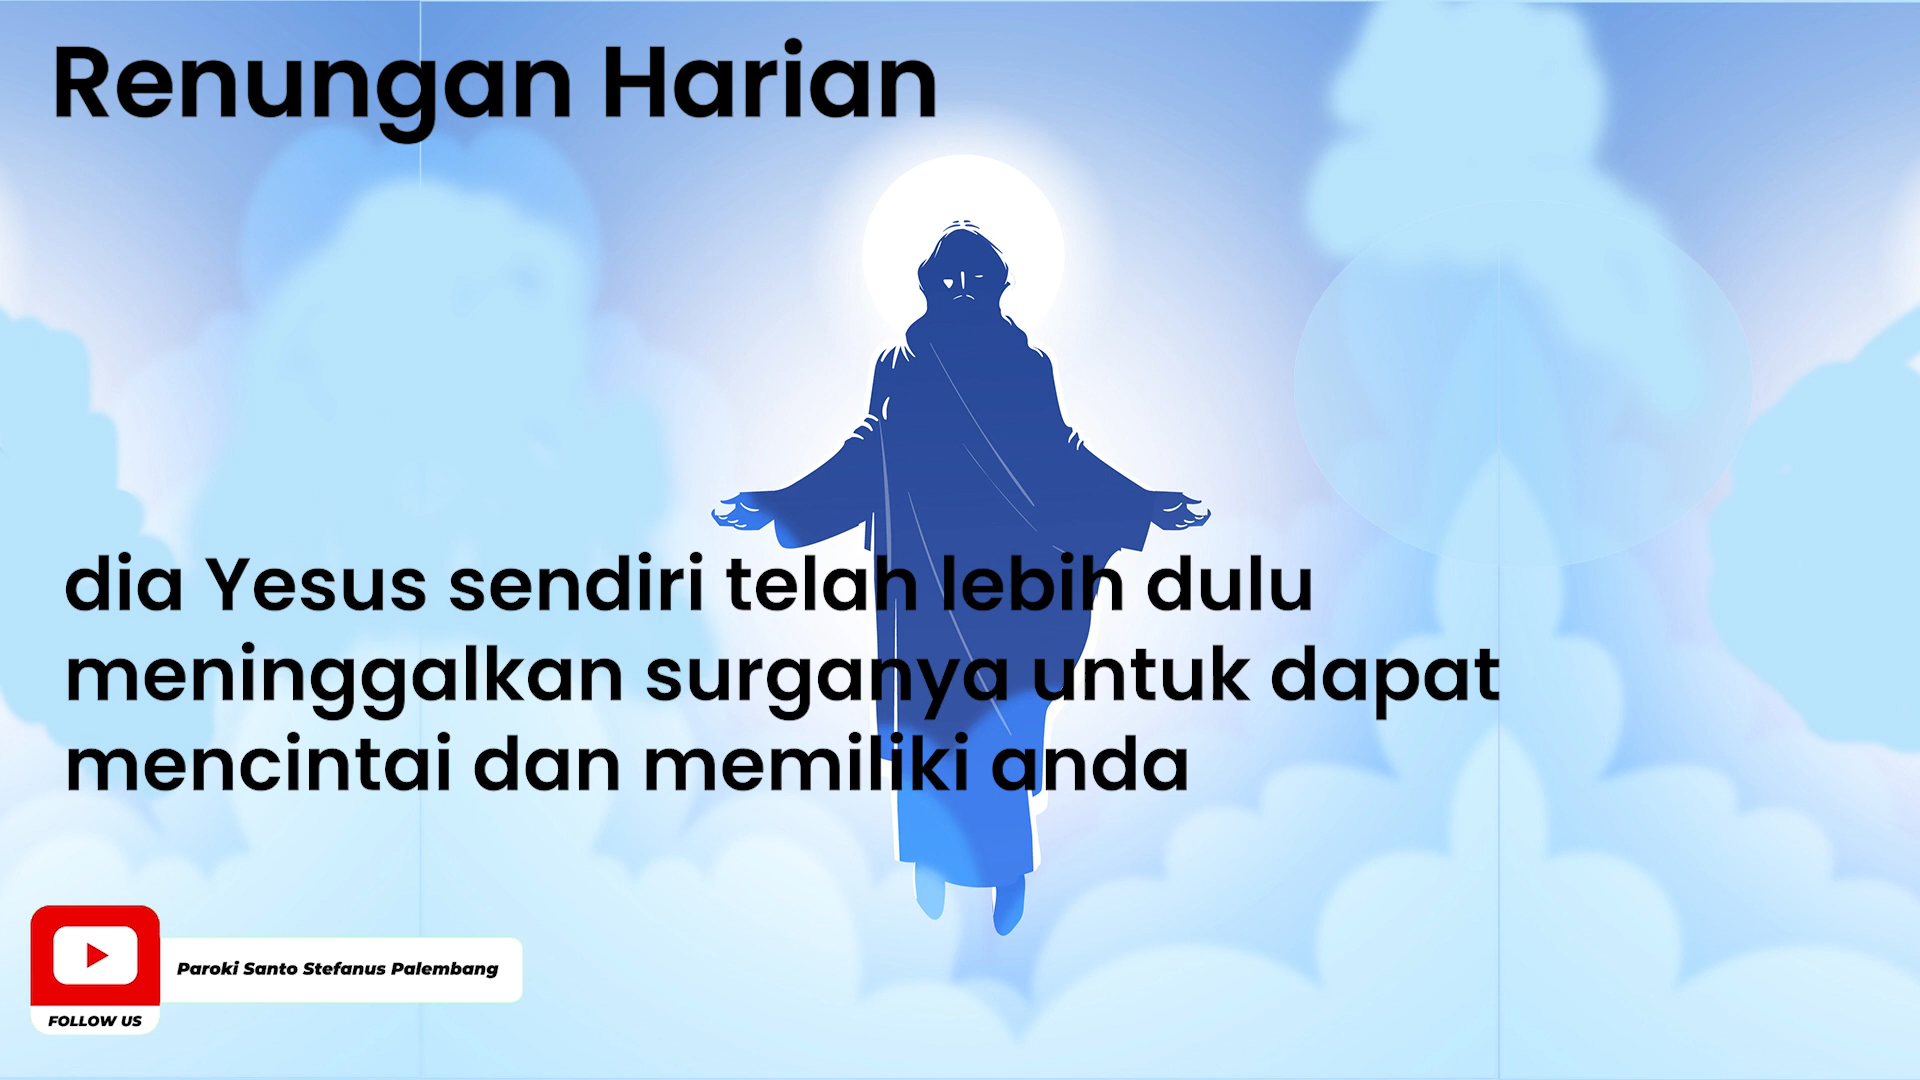 Renungan Harian
dia Yesus sendiri telah lebih dulu
meninggalkan surganya untuk dapat
mencintai dan memiliki anda
Paroki Santo Stefanus Palembang
FOLLOW US